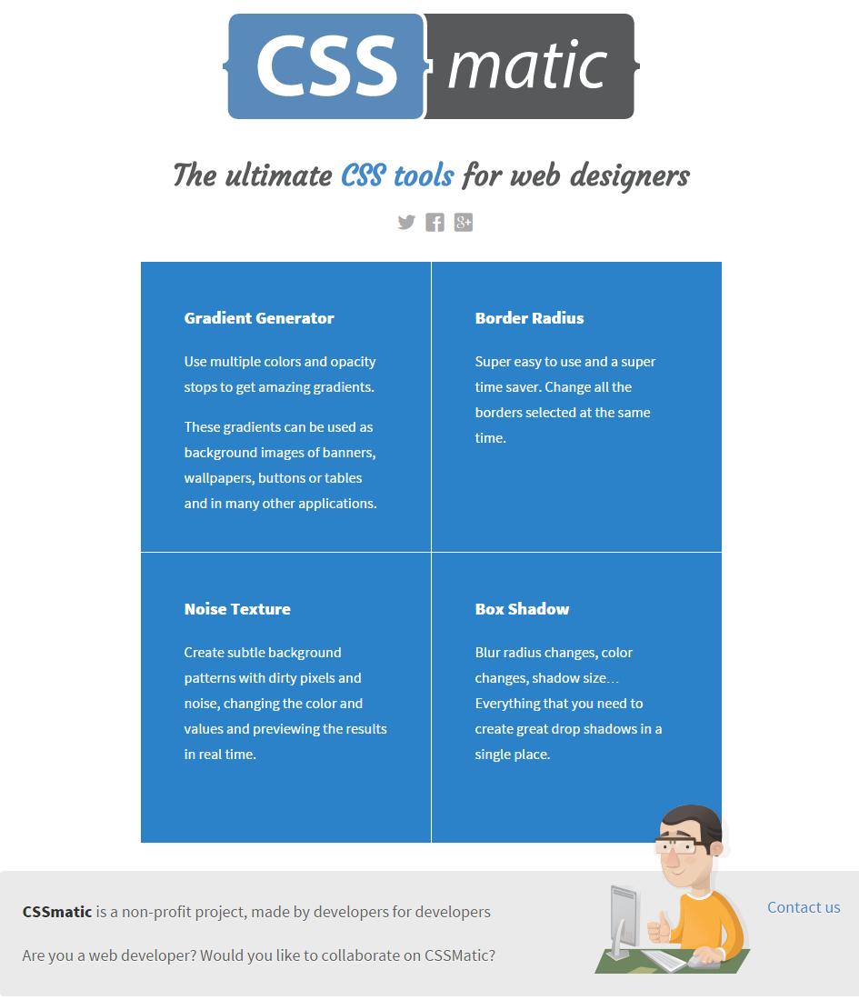 CSS matic
The ultimate CSS tools for web designers
g+
Gradient Generator
Use multiple colors and opacity
stops to get amazing gradients.
These gradients can be used as
background images of banners,
wallpapers, buttons or tables
and in many other applications.
Border Radius
Super easy to use and a super
time saver. Change all the
borders selected at the same
time.
Noise Texture
Create subtle background
patterns with dirty pixels and
noise, changing the color and
values and previewing the results
in real time.
Box Shadow
Blur radius changes, color
changes, shadow size…
Everything that you need to
create great drop shadows in a
single place.
CSSmatic is a non-profit project, made by developers for developers
Contact us
Are you a web developer? Would you like to collaborate on CSSMatic?